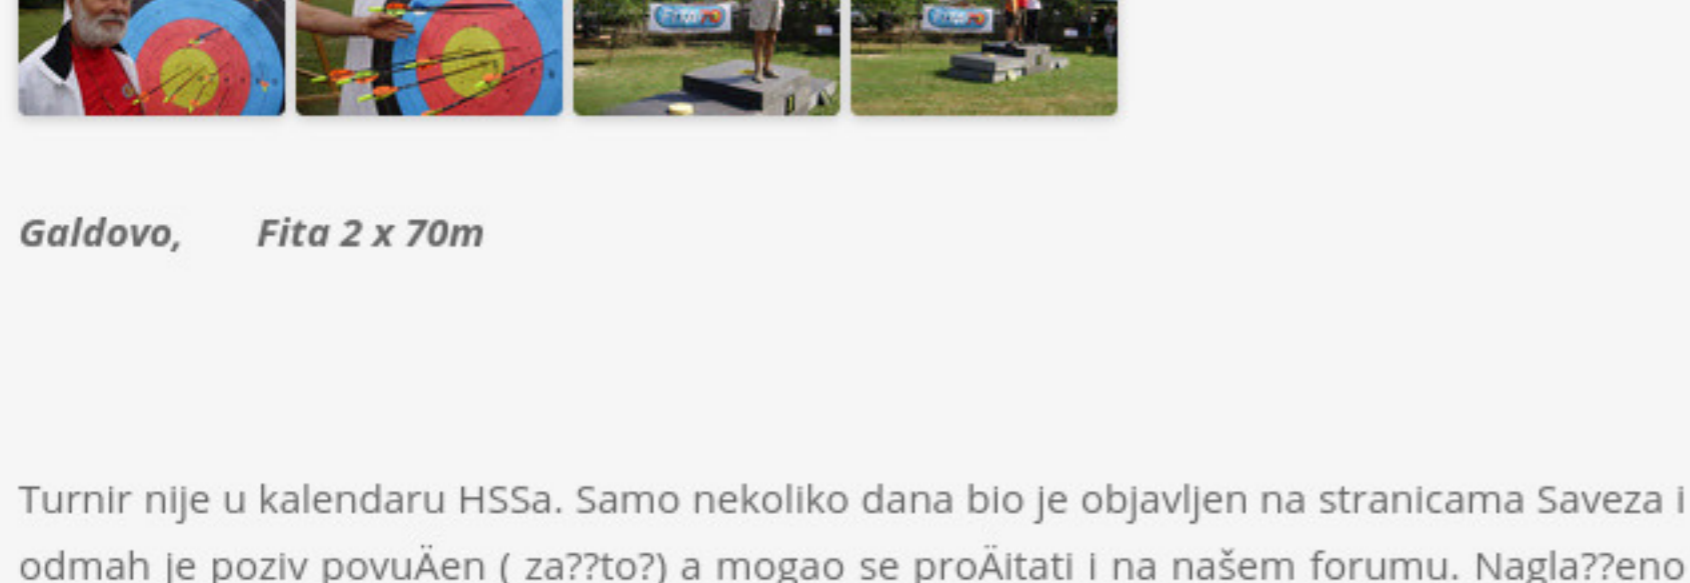 Galdovo, Fita 2 x 70m
Turnir nije u kalendaru HSSa. Samo nekoliko dana bio je objavljen na stranicama Saveza i
odmah je poziv povuÄen ( za??to?) a mogao se proÄitati i na našem forumu. Nagla??eno